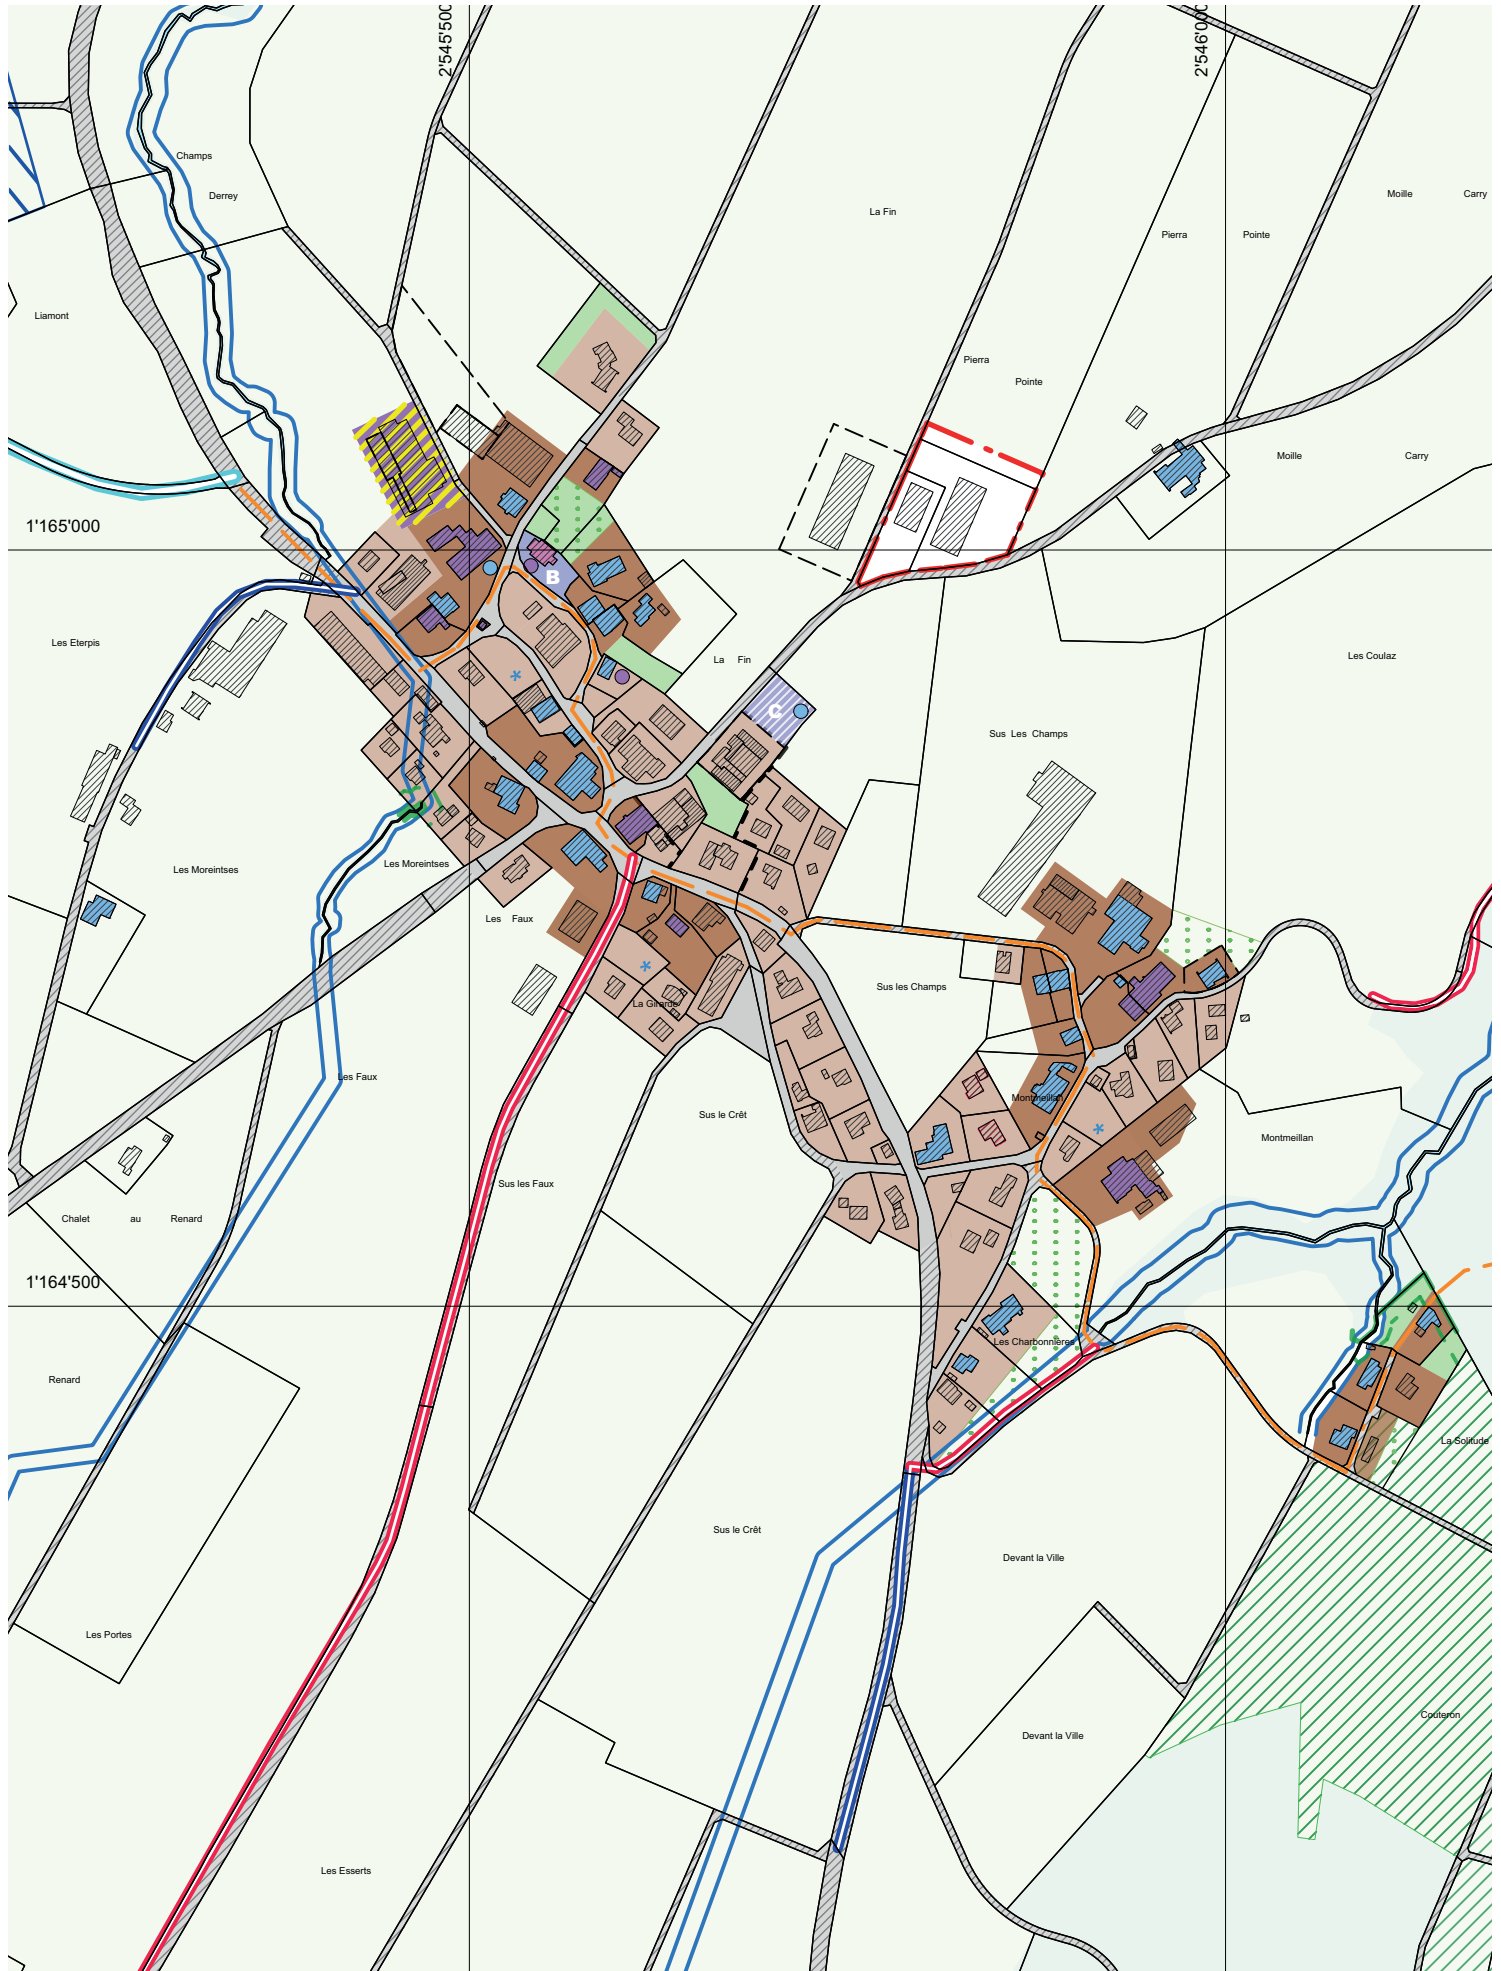 2'545'500
2'546'000
Champs
Derrey
Moille Carry
La Fin
Pierra Pointe
Liamont
Pierra
Pointe
Moille Carry
1'165'000
B
Les Eterpis
La Fin
Les Coulaz
C
Sus Les Champs
Les Moreintses
Les Moreintses
Les Faux
Sus les Champs
La Girarde
Les Faux
Montmeillan
Sus le Crêt
Montmeillan
Sus les Faux
Chalet au Renard
1'164'500
Les Charbonnières
Renard
La Solitude
Sus le Crêt
Devant la Ville
Les Portes
Couteron
Devant la Ville
Les Esserts